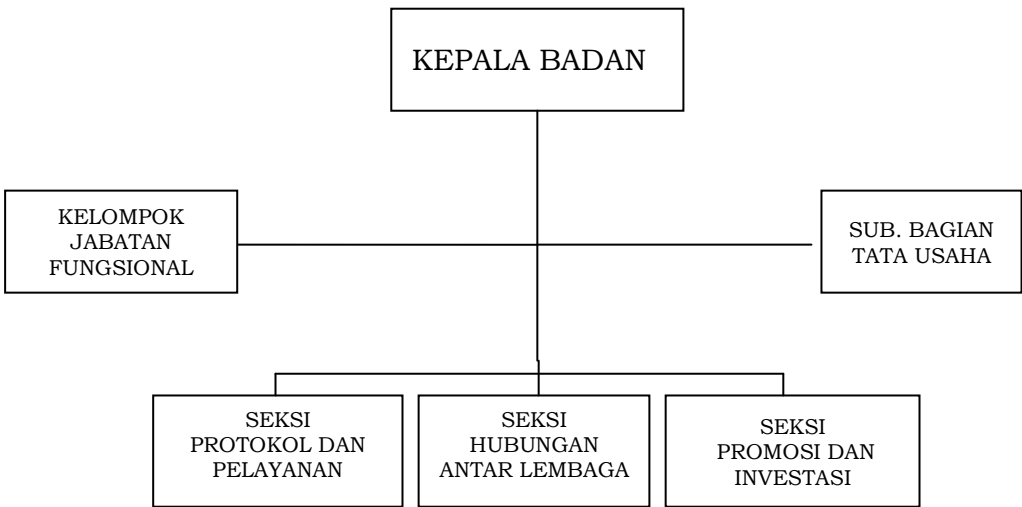 KEPALA BADAN
KELOMPOK
JABATAN
FUNGSIONAL
SUB. BAGIAN
TATA USAHA
SEKSI
PROTOKOL DAN
PELAYANAN
SEKSI
HUBUNGAN
ANTAR LEMBAGA
SEKSI
PROMOSI DAN
INVESTASI